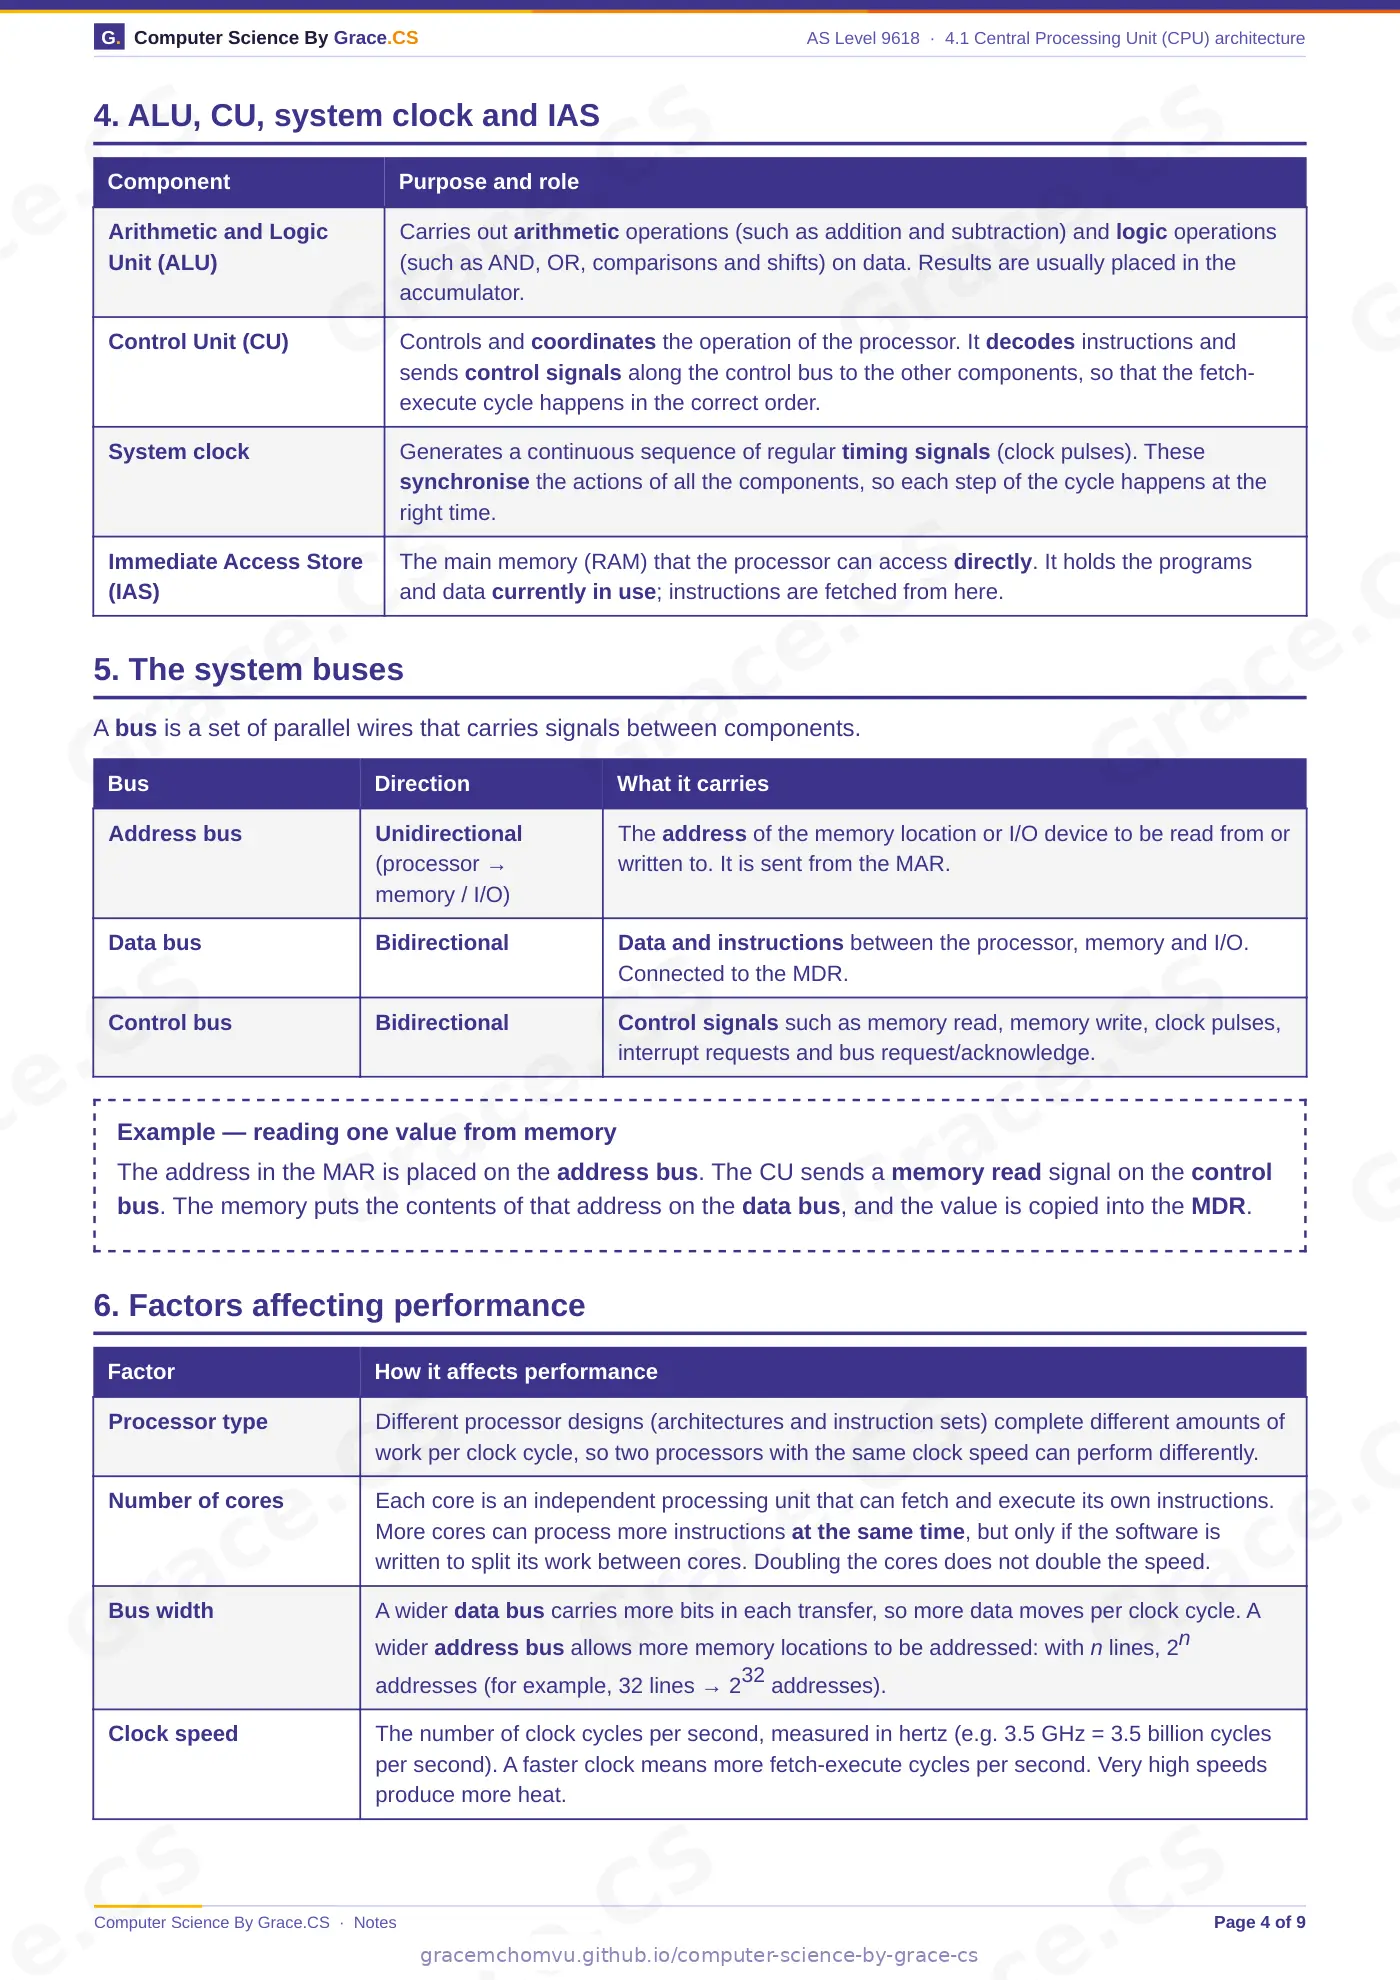 G. Computer Science By Grace.CS
AS Level 9618 · 4.1 Central Processing Unit (CPU) architecture
4. ALU, CU, system clock and IAS
Component Purpose and role
Arithmetic and Logic Unit (ALU)
Carries out arithmetic operations (such as addition and subtraction) and logic operations
(such as AND, OR, comparisons and shifts) on data. Results are usually placed in the
accumulator.
Control Unit (CU)
Controls and coordinates the operation of the processor. It decodes instructions and
sends control signals along the control bus to the other components, so that the fetch-
execute cycle happens in the correct order.
System clock
Generates a continuous sequence of regular timing signals (clock pulses). These
synchronise the actions of all the components, so each step of the cycle happens at the
right time.
Immediate Access Store (IAS)
The main memory (RAM) that the processor can access directly. It holds the programs
and data currently in use; instructions are fetched from here.
5. The system buses
A bus is a set of parallel wires that carries signals between components.
Bus Direction What it carries
Address bus
Unidirectional
(processor →
memory / I/O)
The address of the memory location or I/O device to be read from or
written to. It is sent from the MAR.
Data bus
Bidirectional
Data and instructions between the processor, memory and I/O.
Connected to the MDR.
Control bus
Bidirectional
Control signals such as memory read, memory write, clock pulses,
interrupt requests and bus request/acknowledge.
Example — reading one value from memory
The address in the MAR is placed on the address bus. The CU sends a memory read signal on the control
bus. The memory puts the contents of that address on the data bus, and the value is copied into the MDR.
6. Factors affecting performance
Factor How it affects performance
Processor type
Different processor designs (architectures and instruction sets) complete different amounts of
work per clock cycle, so two processors with the same clock speed can perform differently.
Number of cores
Each core is an independent processing unit that can fetch and execute its own instructions.
More cores can process more instructions at the same time, but only if the software is
written to split its work between cores. Doubling the cores does not double the speed.
Bus width
A wider data bus carries more bits in each transfer, so more data moves per clock cycle. A
wider address bus allows more memory locations to be addressed: with n lines, 2^n
addresses (for example, 32 lines → 2^32 addresses).
Clock speed
The number of clock cycles per second, measured in hertz (e.g. 3.5 GHz = 3.5 billion cycles
per second). A faster clock means more fetch-execute cycles per second. Very high speeds
produce more heat.
Computer Science By Grace.CS · Notes
Page 4 of 9
gracemchomvu.github.io/computer-science-by-grace-cs